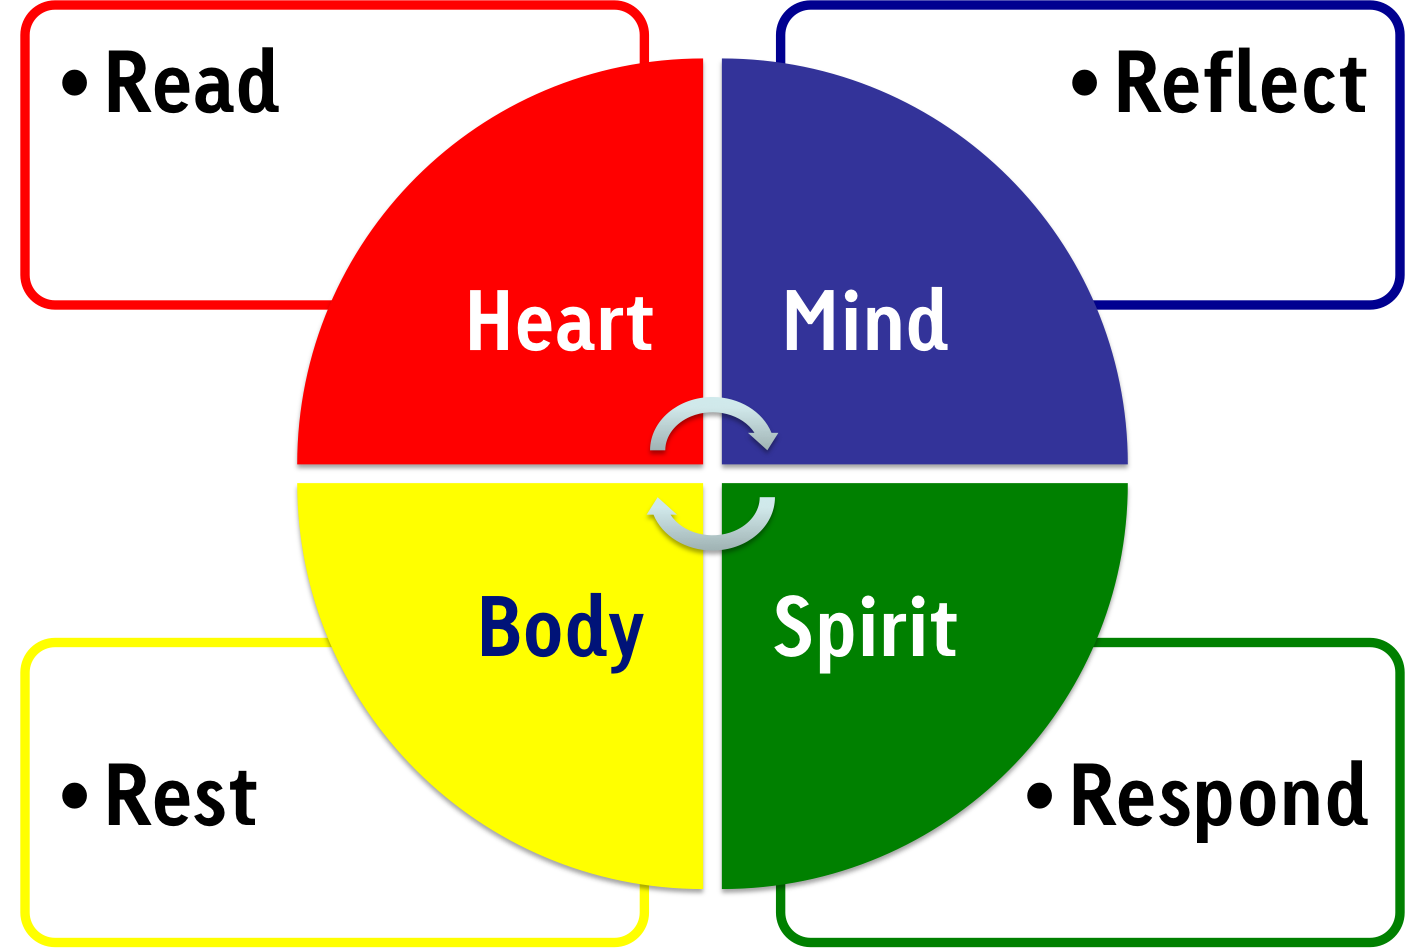 • Read
• Reflect
Heart
Mind
Body
Spirit
• Rest
• Respond